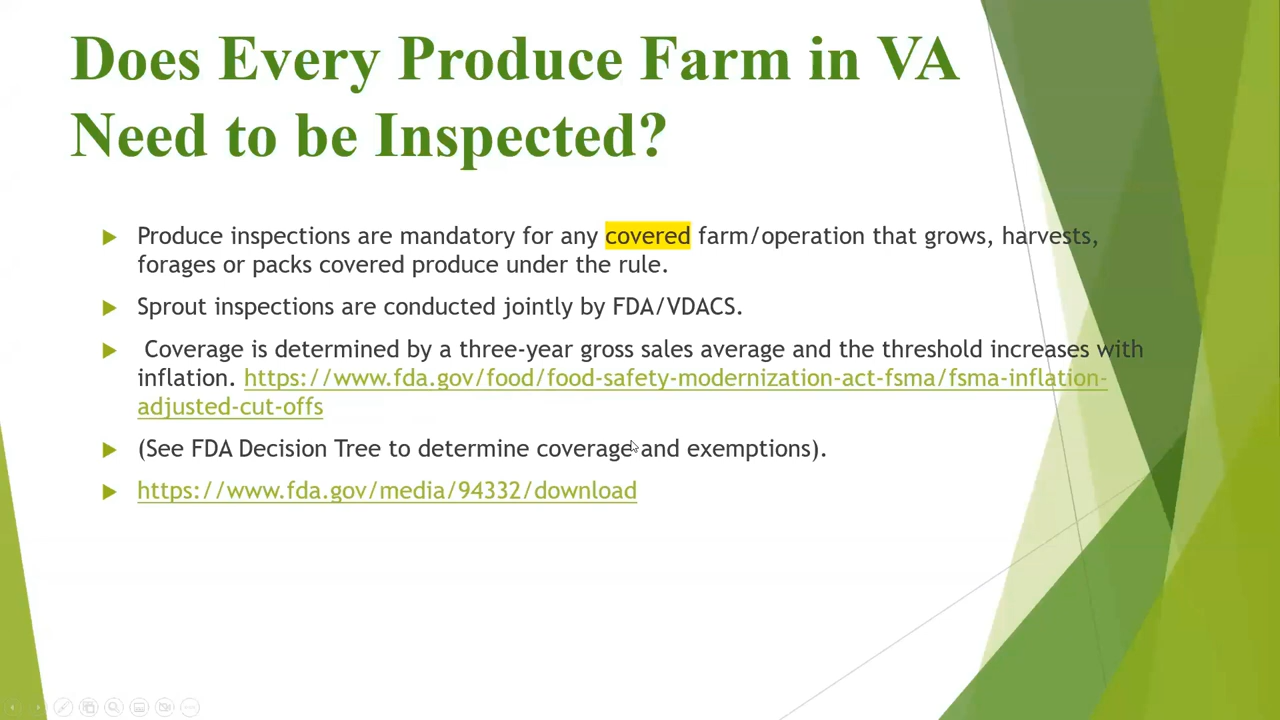 Does Every Produce Farm in VA
Need to be Inspected?
Produce inspections are mandatory for any covered farm/operation that grows, harvests,
forages or packs covered produce under the rule.
Sprout inspections are conducted jointly by FDA/VDACS.
Coverage is determined by a three-year gross sales average and the threshold increases with
inflation. https://www.fda.gov/food/food-safety-modernization-act-fsma/fsma-inflation-
adjusted-cut-offs
(See FDA Decision Tree to determine coverage and exemptions).
https://www.fda.gov/media/94332/download